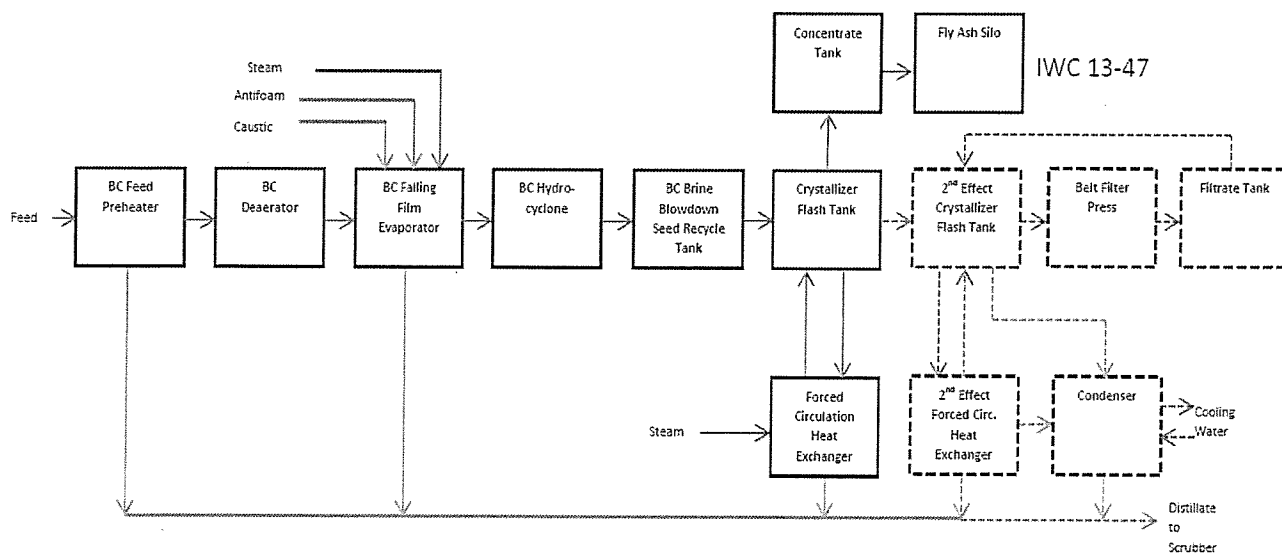 Concentrate
Tank
Fly Ash Silo
IWC 13-47
Steam
Antifoam
Caustic
Feed
BC Feed
Preheater
BC
Deaerator
BC Falling
Film
Evaporator
BC Hydro-
cyclone
BC Brine
Blowdown
Seed Recycle
Tank
Crystallizer
Flash Tank
2nd Effect
Crystallizer
Flash Tank
Belt Filter
Press
Filtrate Tank
Steam
Forced
Circulation
Heat
Exchanger
2nd Effect
Forced Circ.
Heat
Exchanger
Condenser
Cooling
Water
Distillate
to
Scrubber